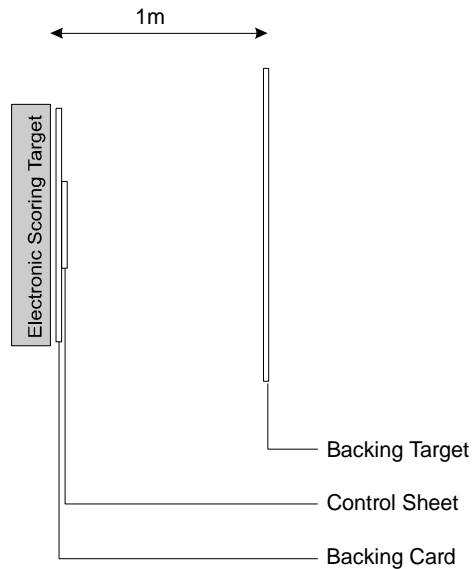 1m
Electronic Scoring Target
Backing Target
Control Sheet
Backing Card